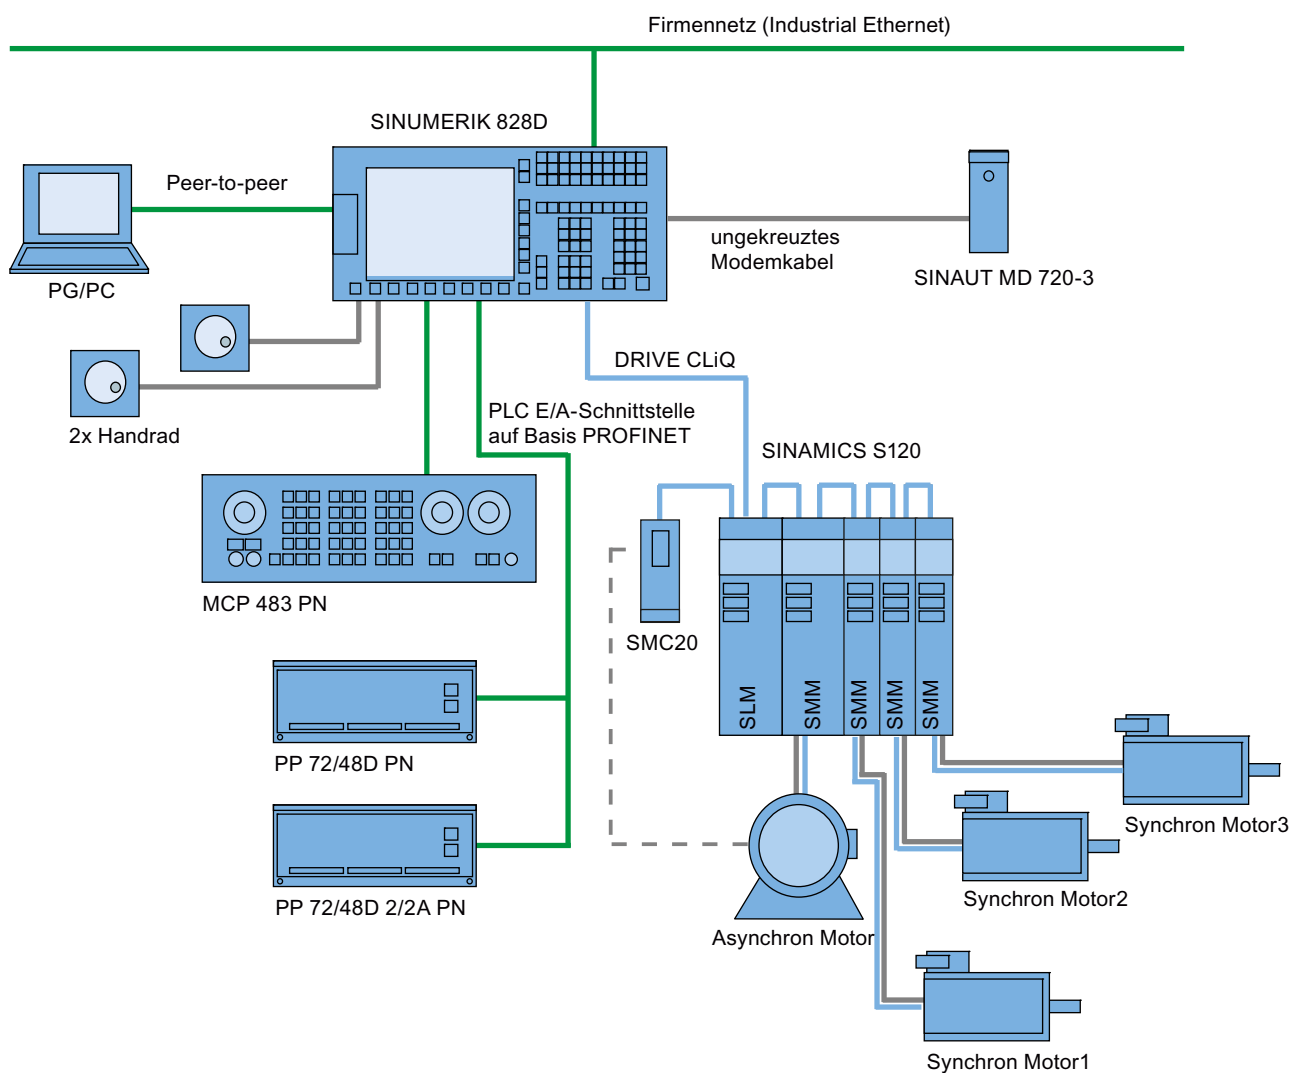 Firmennetz (Industrial Ethernet)
SINUMERIK 828D
Peer-to-peer
PG/PC
ungekreuztes
Modemkabel
SINAUT MD 720-3
2x Handrad
DRIVE CLiQ
PLC E/A-Schnittstelle
auf Basis PROFINET
SINAMICS S120
MCP 483 PN
SMC20
SLM
SMM
SMM
SMM
SMM
PP 72/48D PN
PP 72/48D 2/2A PN
Asynchron Motor
Synchron Motor3
Synchron Motor2
Synchron Motor1